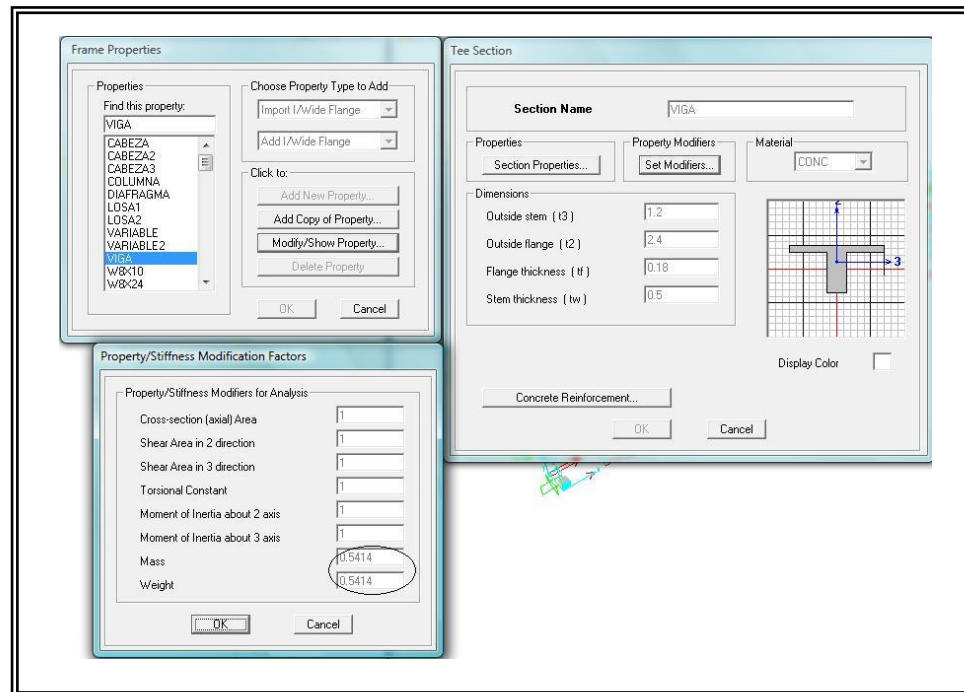 Frame Properties
Properties
Find this property:
VIGA
CABEZA
CABEZA2
CABEZA3
COLUMNA
DIAFRAGMA
LOSA1
LOSA2
VARIABLE
VARIABLE2
VIGA
W8X10
W8X24
Choose Property Type to Add
Import I/Wide Flange
Add I/Wide Flange
Click to:
Add New Property...
Add Copy of Property...
Modify/Show Property...
Delete Property
OK Cancel
Tee Section
Section Name VIGA
Properties
Section Properties...
Property Modifiers
Set Modifiers...
Material
CONC
Dimensions
Outside stem ( t3 ) 1.2
Outside flange ( t2 ) 2.4
Flange thickness ( tf ) 0.18
Stem thickness ( tw ) 0.5
2
3
Display Color
Concrete Reinforcement...
OK Cancel
Property/Stiffness Modification Factors
Property/Stiffness Modifiers for Analysis
Cross-section (axial) Area 1
Shear Area in 2 direction 1
Shear Area in 3 direction 1
Torsional Constant 1
Moment of Inertia about 2 axis 1
Moment of Inertia about 3 axis 1
Mass 0.5414
Weight 0.5414
OK Cancel